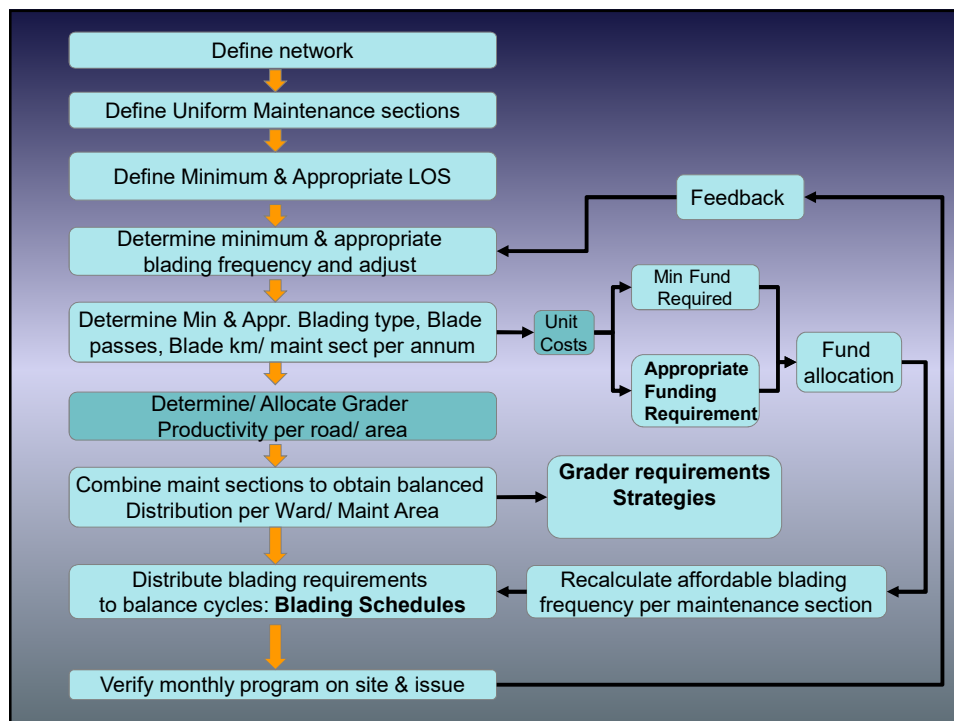 Define network
Define Uniform Maintenance sections
Define Minimum & Appropriate LOS
Feedback
Determine minimum & appropriate
blading frequency and adjust
Determine Min & Appr. Blading type, Blade
passes, Blade km/ maint sect per annum
Unit
Costs
Min Fund
Required
Appropriate
Funding
Requirement
Fund
allocation
Determine/ Allocate Grader
Productivity per road/ area
Combine maint sections to obtain balanced
Distribution per Ward/ Maint Area
Grader requirements
Strategies
Distribute blading requirements
to balance cycles: Blading Schedules
Recalculate affordable blading
frequency per maintenance section
Verify monthly program on site & issue